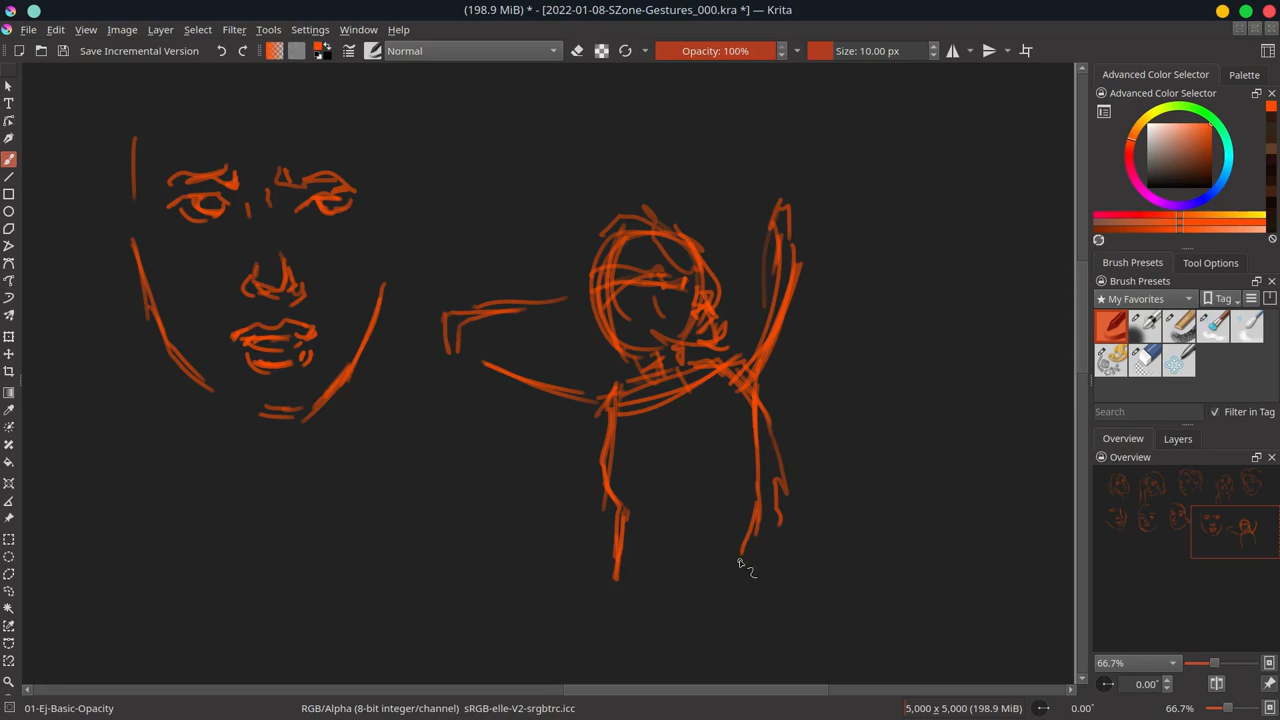 (198.9 MiB) * - [2022-01-08-SZone-Gestures_000.kra *] — Krita
File Edit View Image Layer Select Filter Tools Settings Window Help
Save Incremental Version Normal Opacity: 100% Size: 10.00 px
Advanced Color Selector Palette
Advanced Color Selector
Brush Presets Tool Options
Brush Presets
★ My Favorites Tag
Search Filter in Tag
Overview Layers
Overview
66.7%
0.00°
01-Ej-Basic-Opacity RGB/Alpha (8-bit integer/channel) sRGB-elle-V2-srgbtrc.icc 5,000 x 5,000 (198.9 MiB) 0.00° 66.7%